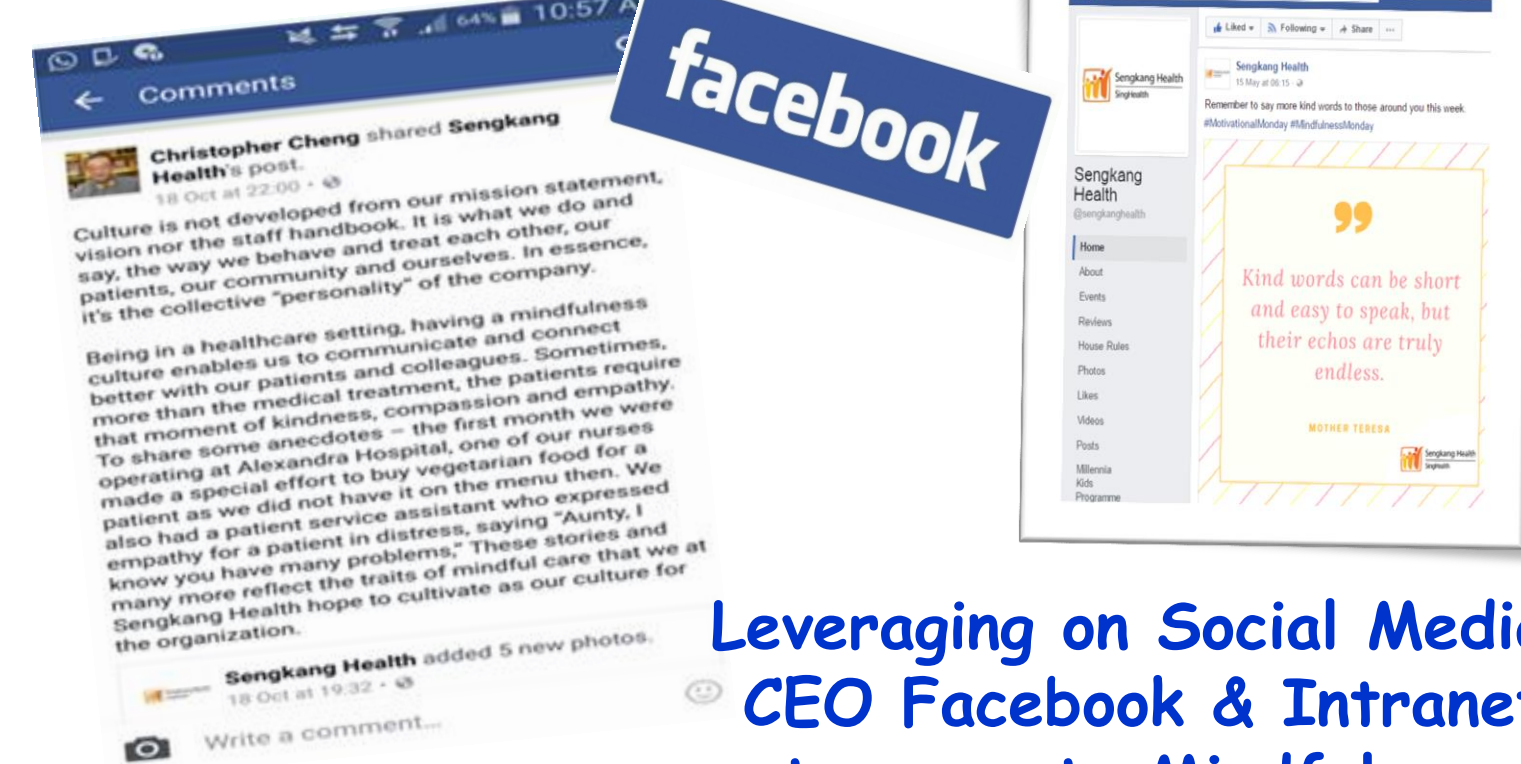 64% 10:57 A
Comments
Christopher Cheng shared Sengkang
Health's post.
18 Oct at 22:00 ·
Culture is not developed from our mission statement,
vision nor the staff handbook. It is what we do and
say, the way we behave and treat each other, our
patients, our community and ourselves. In essence,
it's the collective "personality" of the company.
Being in a healthcare setting, having a mindfulness
culture enables us to communicate and connect
better with our patients and colleagues. Sometimes,
more than the medical treatment, the patients require
that moment of kindness, compassion and empathy.
To share some anecdotes – the first month we were
operating at Alexandra Hospital, one of our nurses
made a special effort to buy vegetarian food for a
patient as we did not have it on the menu then. We
also had a patient service assistant who expressed
empathy for a patient in distress, saying "Aunty, I
know you have many problems," These stories and
many more reflect the traits of mindful care that we at
Sengkang Health hope to cultivate as our culture for
the organization.
Sengkang Health added 5 new photos.
18 Oct at 19:32 ·
Write a comment...
facebook
Liked Following Share ...
Sengkang Health
SingHealth
Sengkang
Health
@sengkanghealth
Home
About
Events
Reviews
House Rules
Photos
Likes
Videos
Posts
Millennia
Kids
Programme
Sengkang Health
15 May at 06:15 ·
Remember to say more kind words to those around you this week.
#MotivationalMonday #MindfulnessMonday
”
Kind words can be short
and easy to speak, but
their echos are truly
endless.
MOTHER TERESA
Sengkang Health
SingHealth
Leveraging on Social Media
CEO Facebook & Intranet